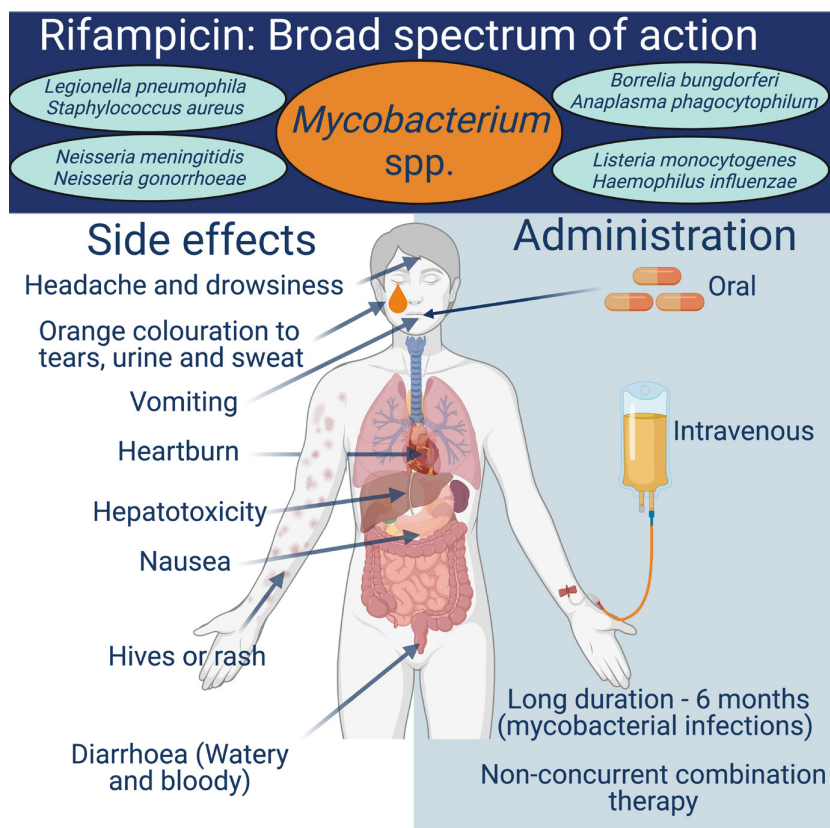 Rifampicin: Broad spectrum of action
Legionella pneumophila
Staphylococcus aureus
Neisseria meningitidis
Neisseria gonorrhoeae
Mycobacterium
spp.
Borrelia bungdorferi
Anaplasma phagocytophilum
Listeria monocytogenes
Haemophilus influenzae
Side effects
Headache and drowsiness
Orange colouration to
tears, urine and sweat
Vomiting
Heartburn
Hepatotoxicity
Nausea
Hives or rash
Diarrhoea (Watery
and bloody)
Administration
Oral
Intravenous
Long duration - 6 months
(mycobacterial infections)
Non-concurrent combination
therapy